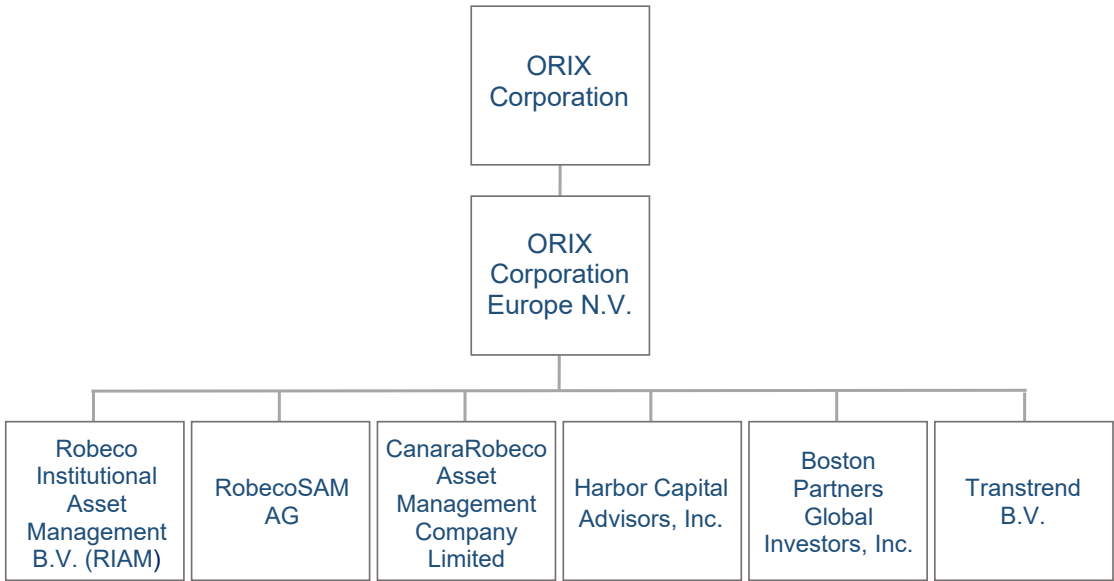 ORIX
Corporation
ORIX
Corporation
Europe N.V.
Robeco
Institutional
Asset
Management
B.V. (RIAM)
RobecoSAM
AG
CanaraRobeco
Asset
Management
Company
Limited
Harbor Capital
Advisors, Inc.
Boston
Partners
Global
Investors, Inc.
Transtrend
B.V.